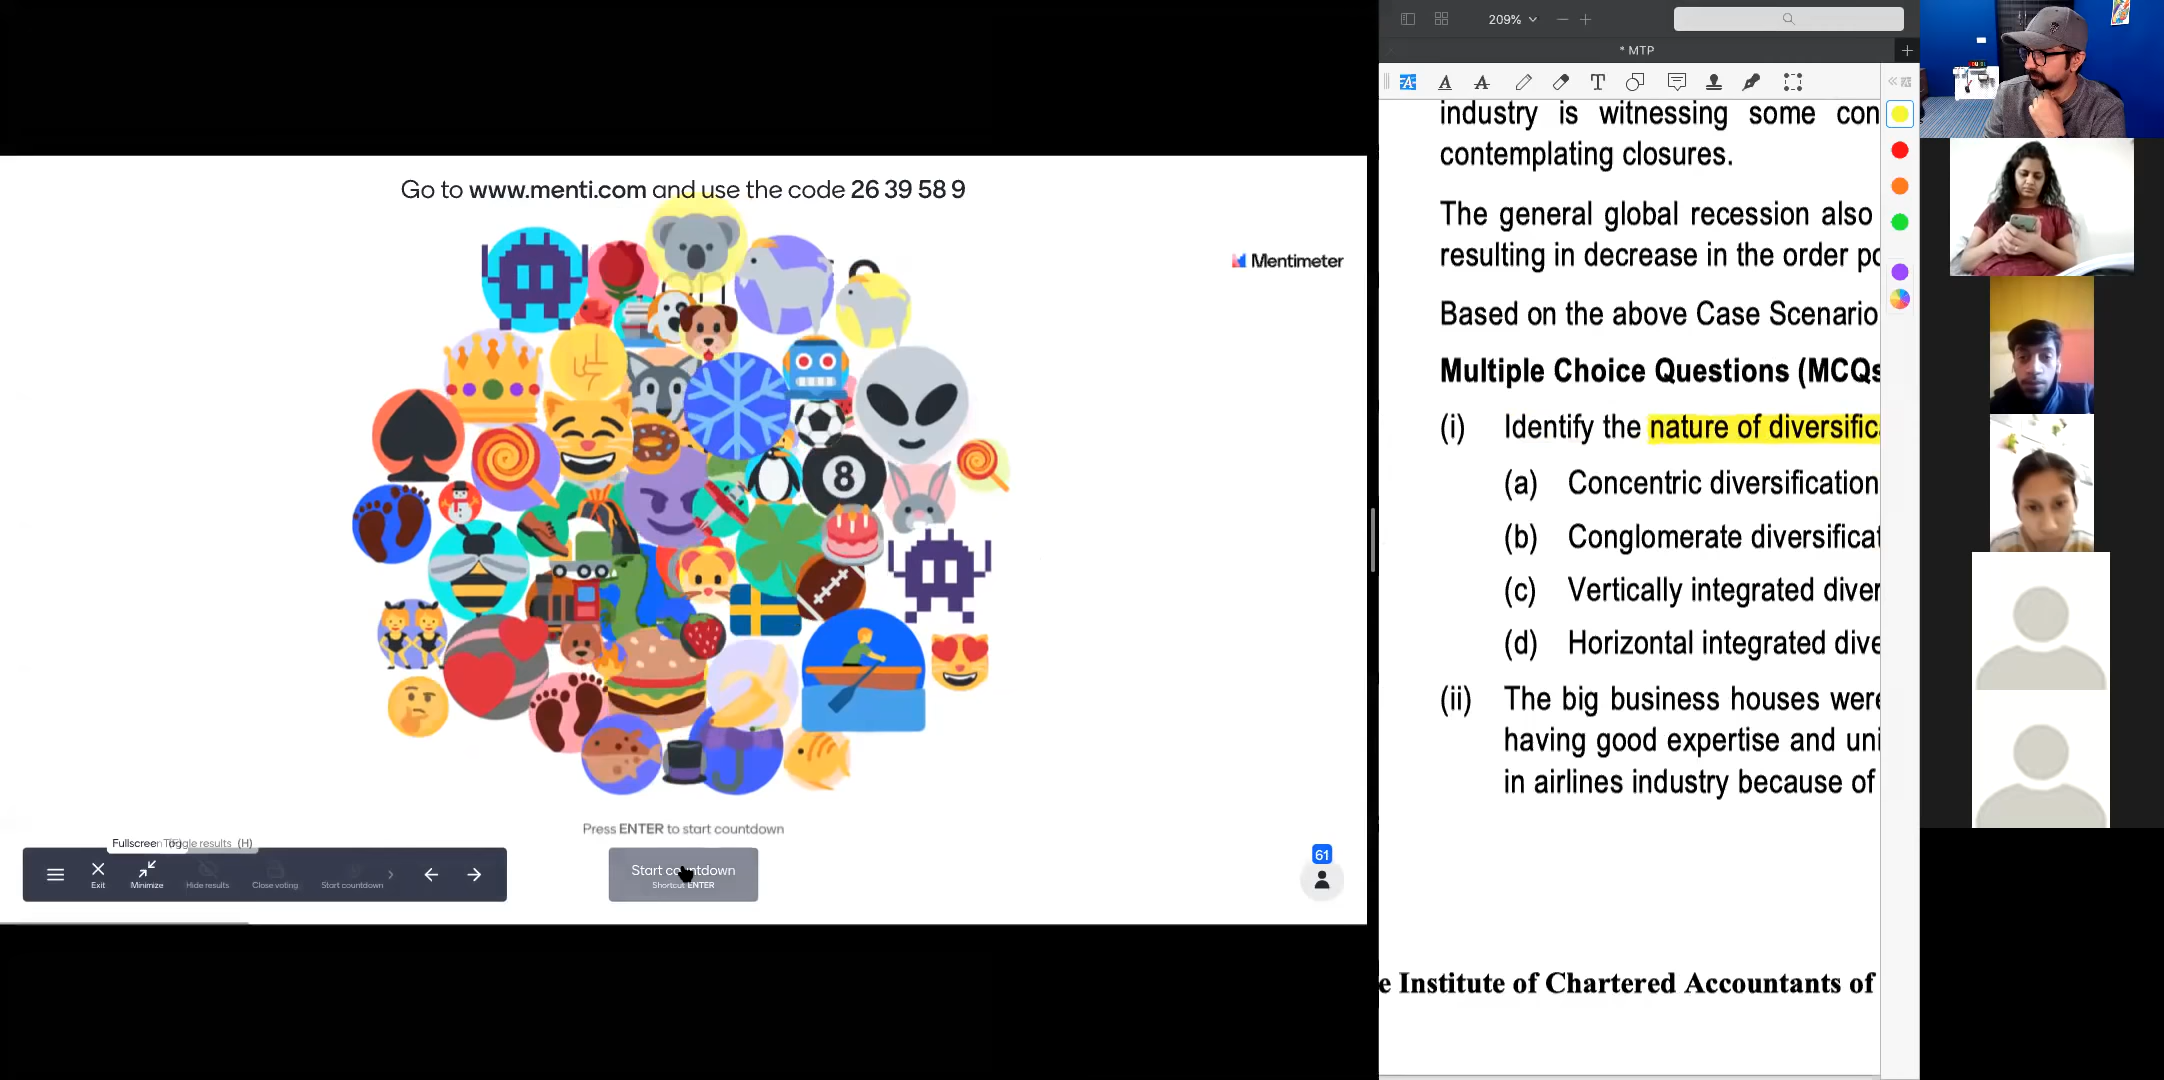 Go to www.menti.com and use the code 26 39 58 9
Mentimeter
8
Press ENTER to start countdown
Fullscreen
Toggle results (H)
Exit
Minimize
Hide results
Close voting
Start countdown
Start countdown
Shortcut ENTER
61
209%
* MTP
industry is witnessing some con
contemplating closures.
The general global recession also
resulting in decrease in the order po
Based on the above Case Scenario
Multiple Choice Questions (MCQs
(i) Identify the nature of diversific
(a) Concentric diversification
(b) Conglomerate diversificat
(c) Vertically integrated diver
(d) Horizontal integrated dive
(ii) The big business houses were
having good expertise and uni
in airlines industry because of
e Institute of Chartered Accountants of